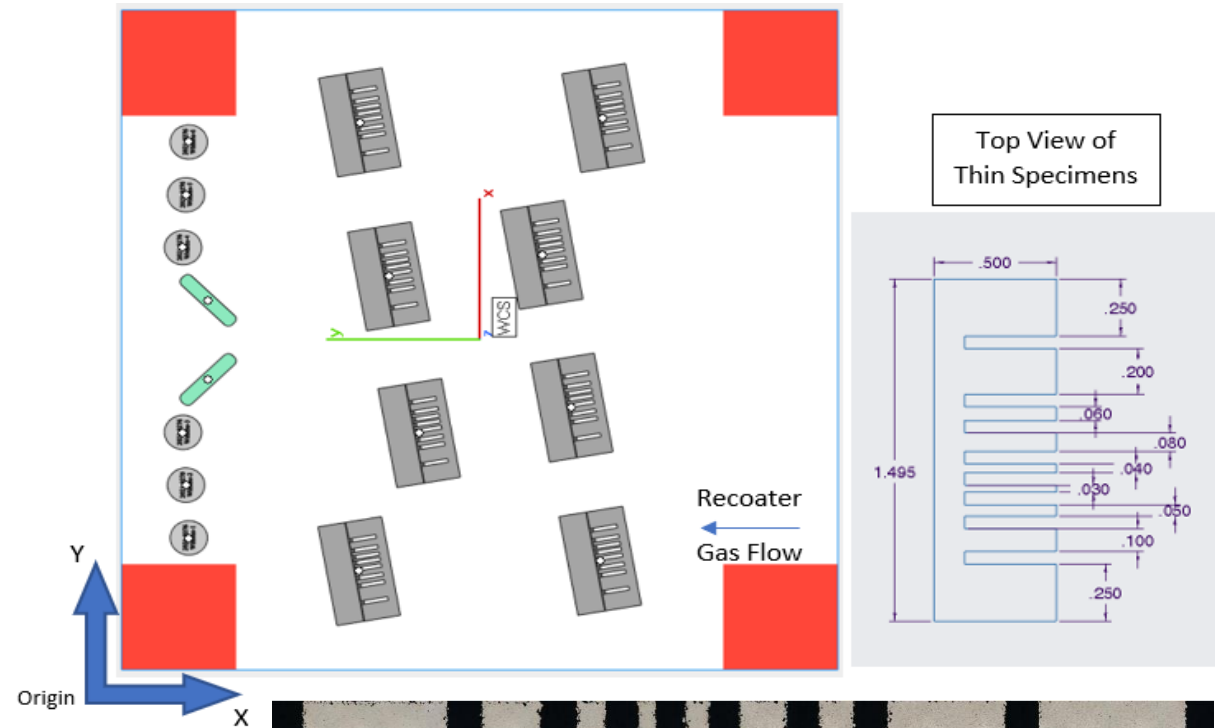 x
y
z
WCS
Recoater
Gas Flow
Y
Origin
X
Top View of
Thin Specimens
.500
.250
.200
.060
.080
1.495
.040
.030
.050
.100
.250